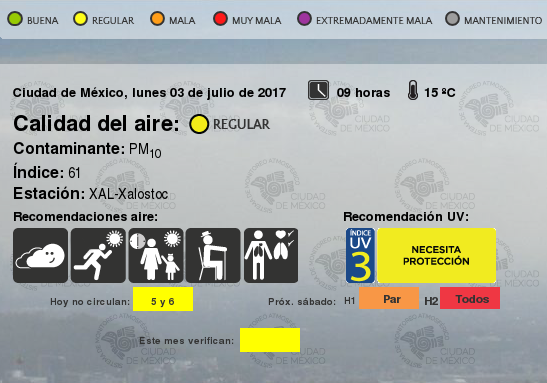 BUENA REGULAR MALA MUY MALA EXTREMADAMENTE MALA MANTENIMIENTO
Ciudad de México, lunes 03 de julio de 2017 09 horas 15 ºC
Calidad del aire: REGULAR
Contaminante: PM10
Índice: 61
Estación: XAL-Xalostoc
Recomendaciones aire: Recomendación UV:
ÍNDICE UV 3 NECESITA PROTECCIÓN
Hoy no circulan: 5 y 6 Próx. sábado: H1 Par H2 Todos
Este mes verifican: